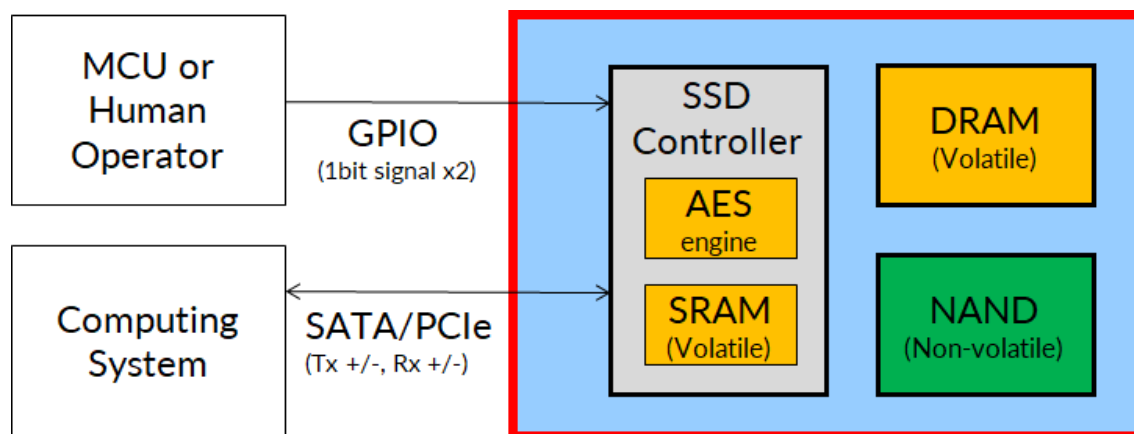 MCU or
Human
Operator
GPIO
(1bit signal x2)
Computing
System
SATA/PCIe
(Tx +/-, Rx +/-)
SSD
Controller
AES
engine
SRAM
(Volatile)
DRAM
(Volatile)
NAND
(Non-volatile)